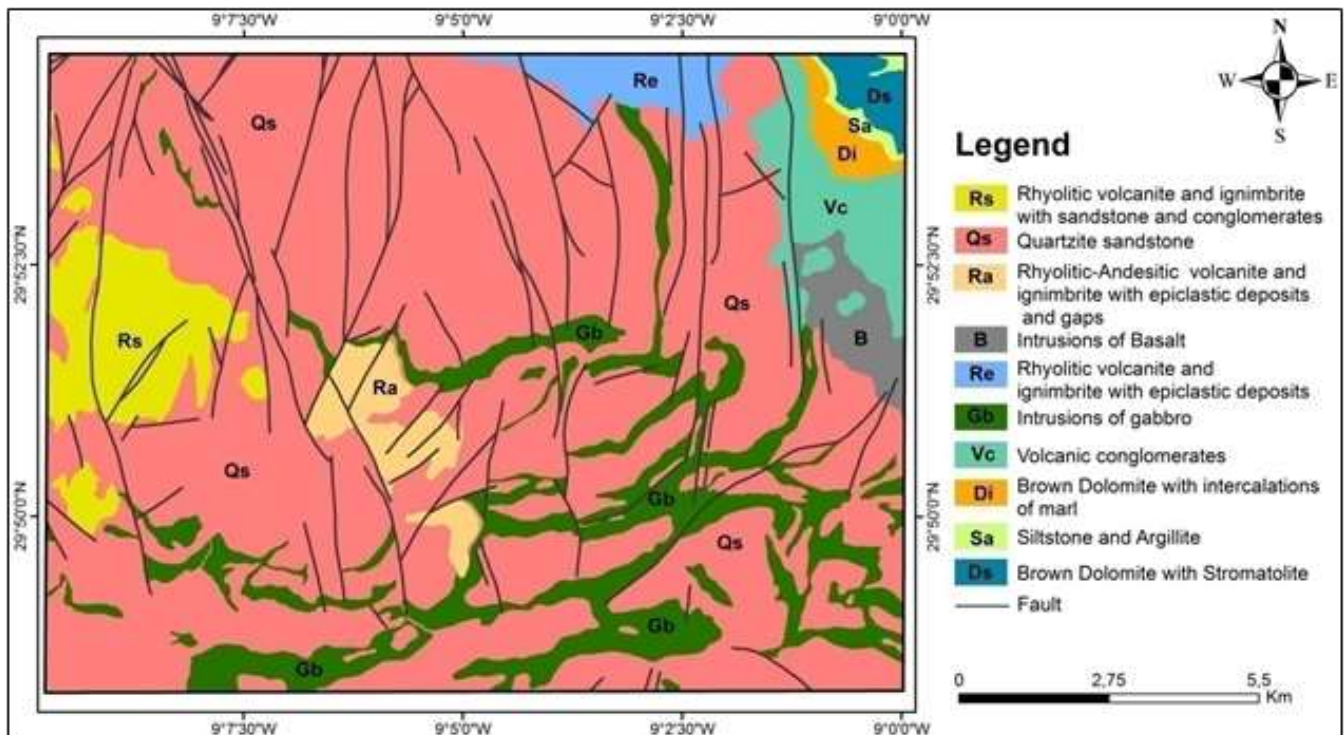 9°7'30"W 9°5'0"W 9°2'30"W 9°0'0"W
N
W E
S
Re
Ds
Qs
Sa
Di
Vc
29°52'30"N 29°52'30"N
Qs
Rs
Gb
B
Ra
Qs
Gb
29°50'0"N 29°50'0"N
Qs
Gb
Gb
9°7'30"W 9°5'0"W 9°2'30"W 9°0'0"W
Legend
Rs Rhyolitic volcanite and ignimbrite
with sandstone and conglomerates
Qs Quartzite sandstone
Ra Rhyolitic-Andesitic volcanite and
ignimbrite with epiclastic deposits
and gaps
B Intrusions of Basalt
Re Rhyolitic volcanite and
ignimbrite with epiclastic deposits
Gb Intrusions of gabbro
Vc Volcanic conglomerates
Di Brown Dolomite with intercalations
of marl
Sa Siltstone and Argillite
Ds Brown Dolomite with Stromatolite
Fault
0 2,75 5,5
Km